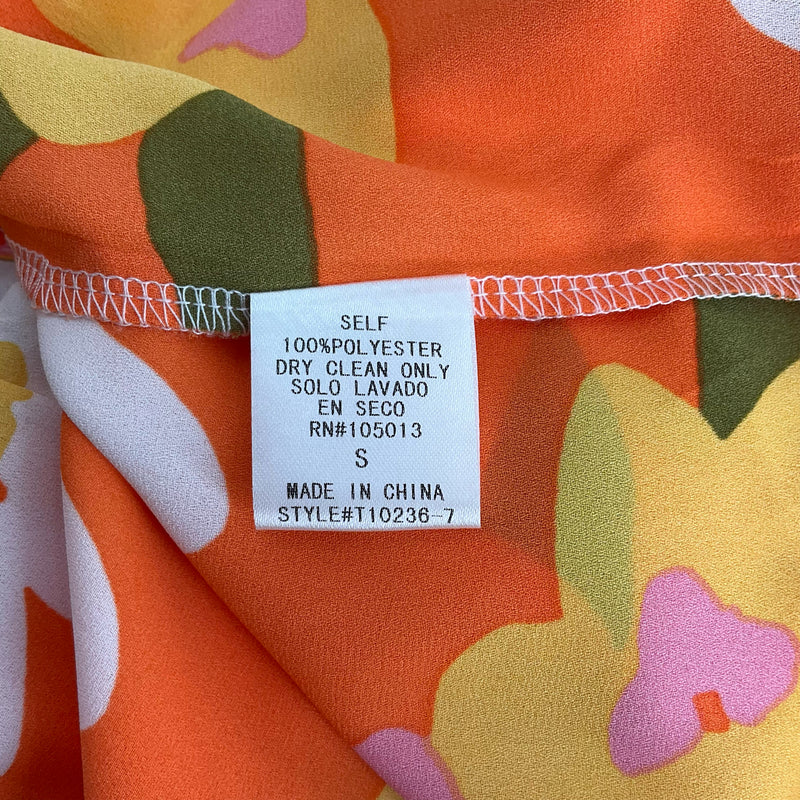 SELF
100%POLYESTER
DRY CLEAN ONLY
SOLO LAVADO
EN SECO
RN#105013
S
MADE IN CHINA
STYLE#T10236-7